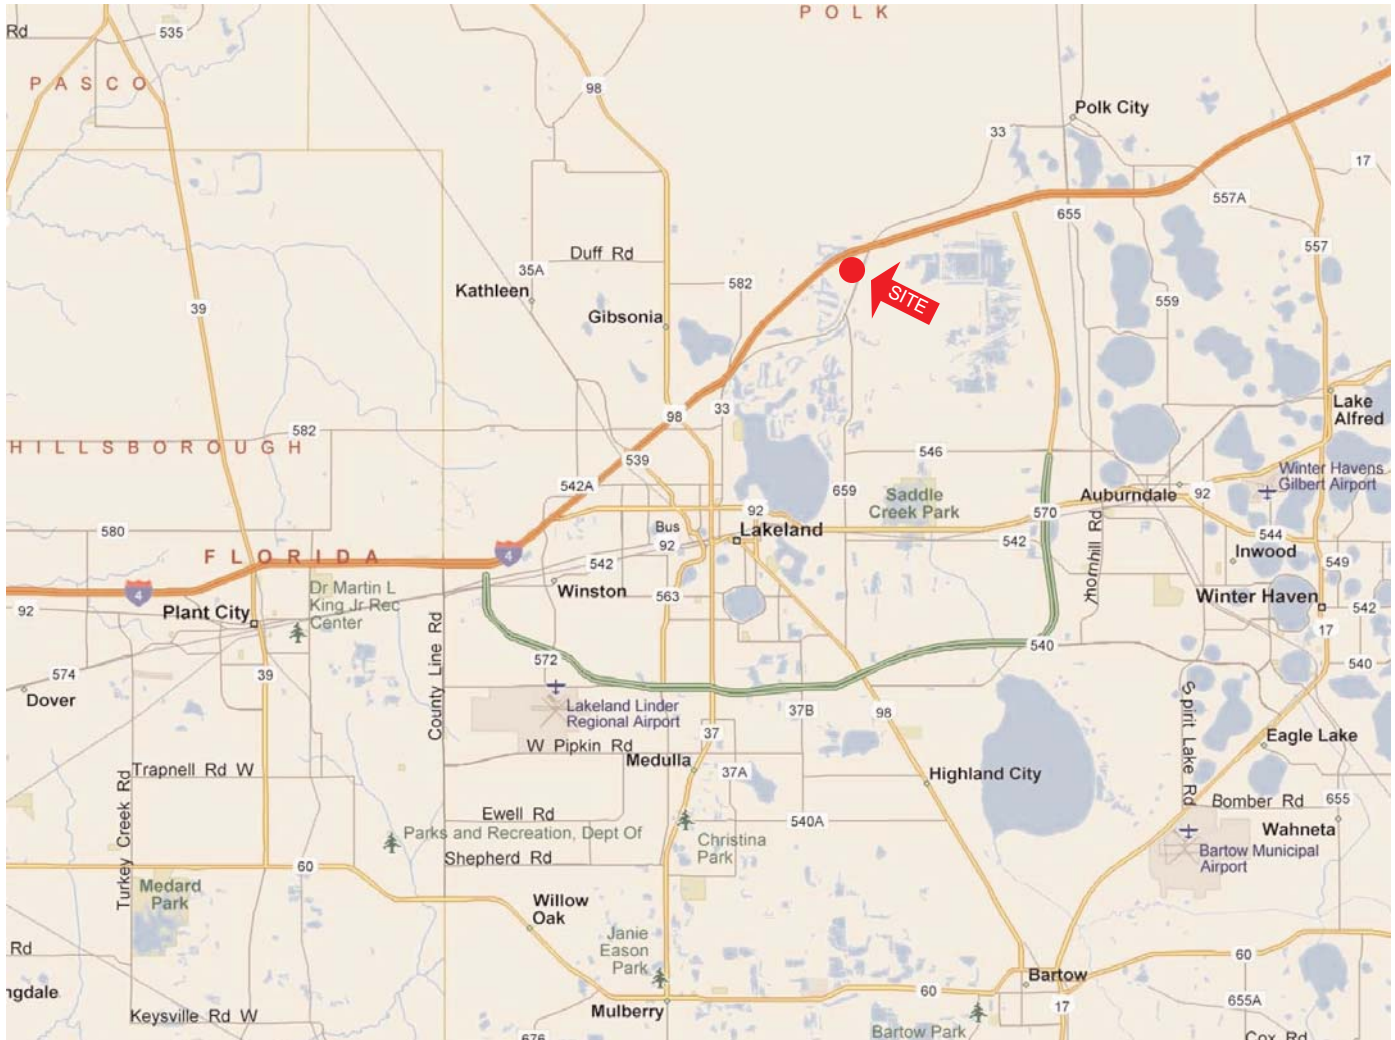 POLK
Rd
535
PASCO
98
Polk City
33
17
557A
655
557
Duff Rd
35A
582
Kathleen
559
SITE
39
Gibsonia
33
98
Lake
Alfred
582
HILLSBOROUGH
539
546
Winter Havens
Gilbert Airport
542A
659
Saddle
Creek Park
Auburndale
92
92
570
Bus
92
Lakeland
580
544
FLORIDA
542
Inwood
4
542
549
Thornhill Rd
4
Dr Martin L
King Jr Rec
Center
Winston
563
Winter Haven
542
92
Plant City
17
County Line Rd
540
574
572
540
39
Dover
Lakeland Linder
Regional Airport
37B
98
Spirit Lake Rd
37
Eagle Lake
W Pipkin Rd
Medulla
37A
Highland City
Trapnell Rd W
Turkey Creek Rd
655
Bomber Rd
Ewell Rd
540A
Wahneta
Parks and Recreation, Dept Of
Christina
Park
Bartow Municipal
Airport
Shepherd Rd
60
Medard
Park
Willow
Oak
Janie
Eason
Park
Rd
60
Bartow
ngdale
60
655A
Mulberry
17
Keysville Rd W
Bartow Park
676
Cox Rd